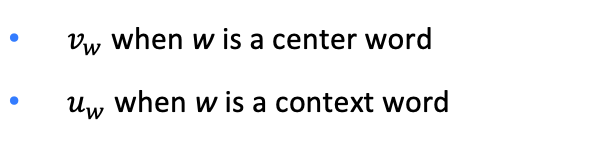 • v_w when w is a center word
• u_w when w is a context word